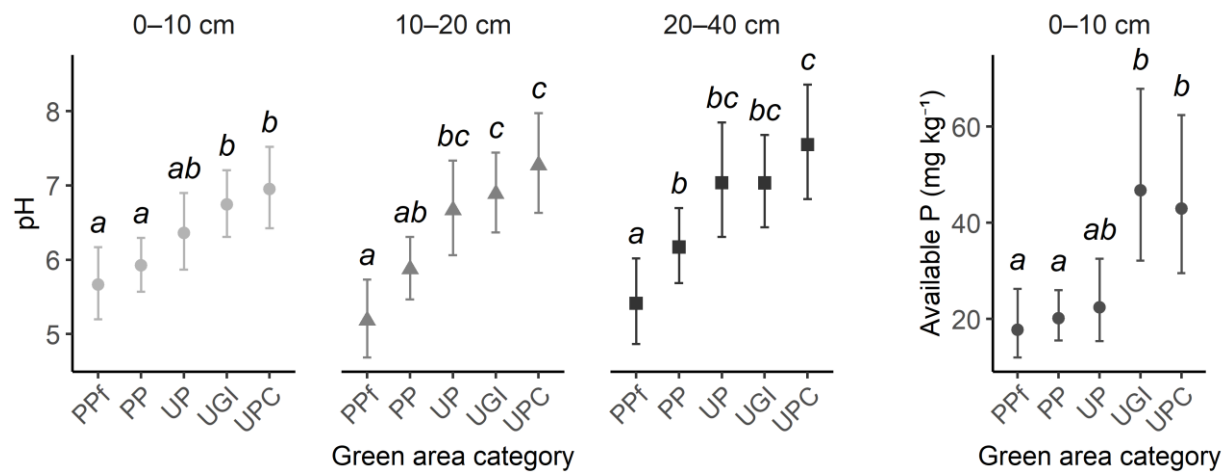 0–10 cm
10–20 cm
20–40 cm
0–10 cm
pH
8
7
6
5
a
a
ab
b
b
a
ab
bc
c
c
a
b
bc
bc
c
Available P (mg kg⁻¹)
60
40
20
a
a
ab
b
b
PPf
PP
UP
UGI
UPC
PPf
PP
UP
UGI
UPC
PPf
PP
UP
UGI
UPC
PPf
PP
UP
UGI
UPC
Green area category
Green area category